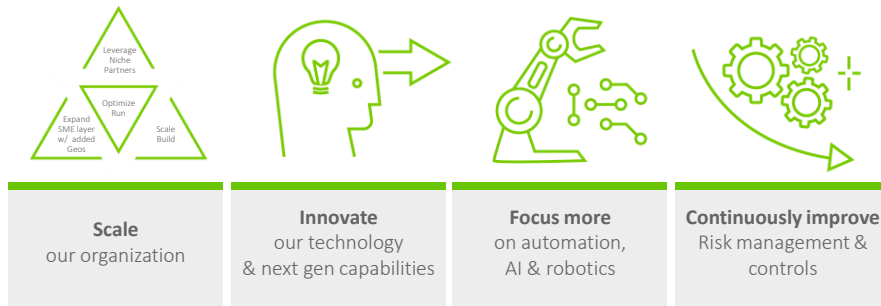 Leverage
Niche
Partners
Optimize
Run
Expand
SME layer
w/ added
Geos
Scale
Build
Scale
our organization
Innovate
our technology
& next gen capabilities
Focus more
on automation,
AI & robotics
Continuously improve
Risk management &
controls